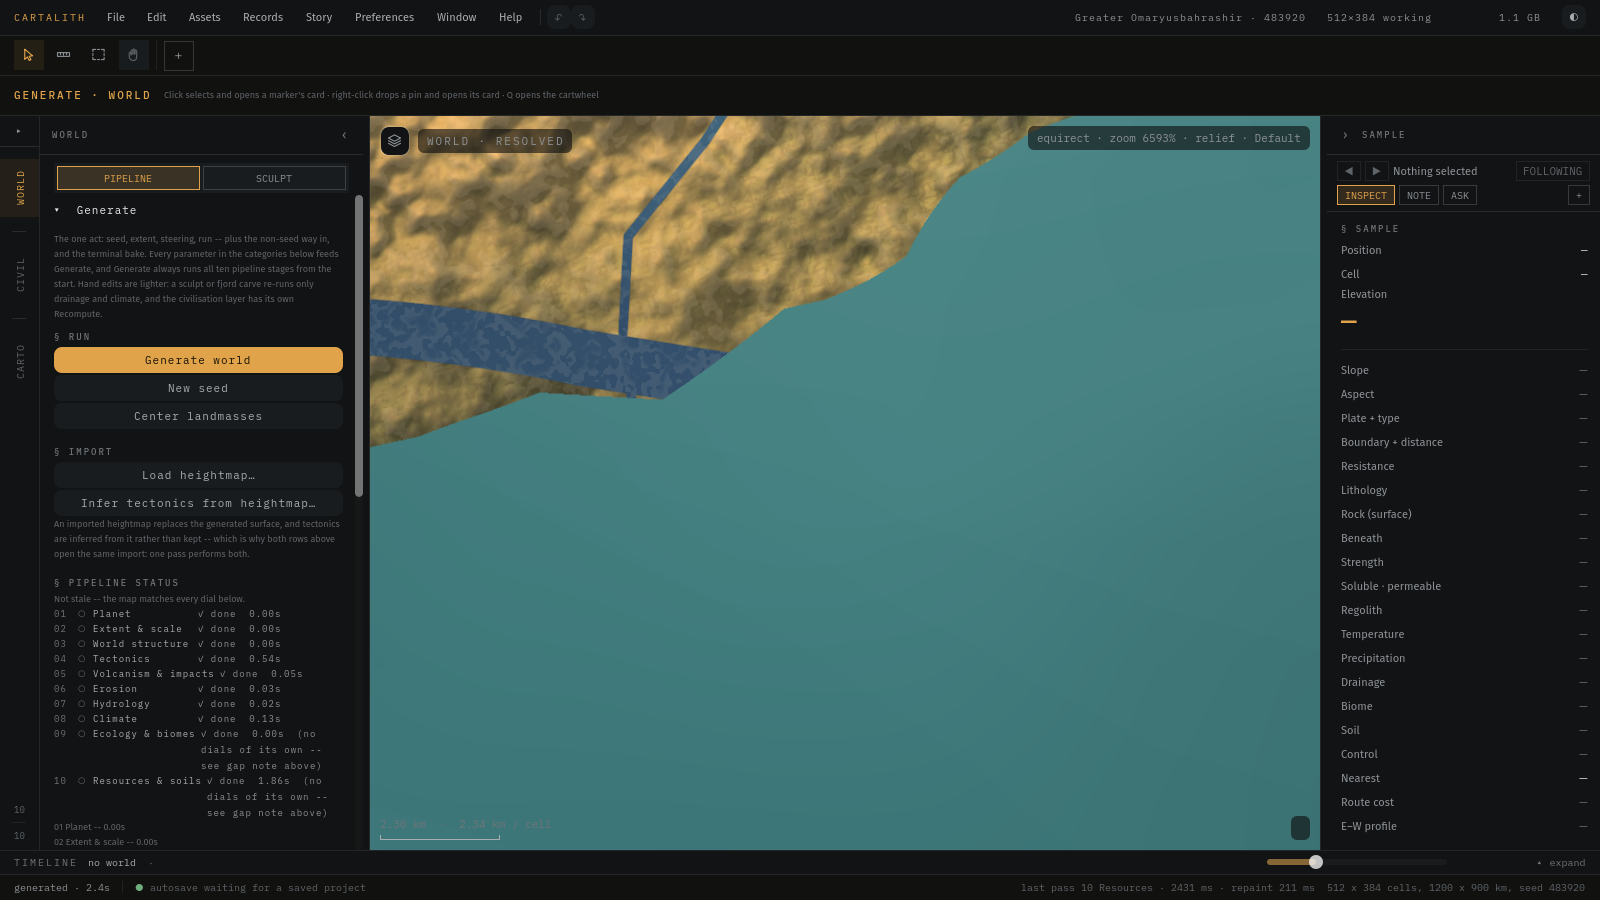 CARTALITH File Edit Assets Records Story Preferences Window Help Greater Omaryusbahrashir · 483920 512×384 working 1.1 GB
+
GENERATE · WORLD Click selects and opens a marker's card · right-click drops a pin and opens its card · Q opens the cartwheel
WORLD
CIVIL
CARTO
10
10
WORLD
PIPELINE SCULPT
Generate
The one act: seed, extent, steering, run -- plus the non-seed way in,
and the terminal bake. Every parameter in the categories below feeds
Generate, and Generate always runs all ten pipeline stages from the
start. Hand edits are lighter: a sculpt or fjord carve re-runs only
drainage and climate, and the civilisation layer has its own
Recompute.
§ RUN
Generate world
New seed
Center landmasses
§ IMPORT
Load heightmap…
Infer tectonics from heightmap…
An imported heightmap replaces the generated surface, and tectonics
are inferred from it rather than kept -- which is why both rows above
open the same import: one pass performs both.
§ PIPELINE STATUS
Not stale -- the map matches every dial below.
01 ○ Planet √ done 0.00s
02 ○ Extent & scale √ done 0.00s
03 ○ World structure √ done 0.00s
04 ○ Tectonics √ done 0.54s
05 ○ Volcanism & impacts √ done 0.05s
06 ○ Erosion √ done 0.03s
07 ○ Hydrology √ done 0.02s
08 ○ Climate √ done 0.13s
09 ○ Ecology & biomes √ done 0.00s (no
dials of its own --
see gap note above)
10 ○ Resources & soils √ done 1.86s (no
dials of its own --
see gap note above)
01 Planet -- 0.00s
02 Extent & scale -- 0.00s
WORLD · RESOLVED
equirect · zoom 6593% · relief · Default
2.34 km / cell
SAMPLE
Nothing selected FOLLOWING
INSPECT NOTE ASK +
§ SAMPLE
Position —
Cell —
Elevation
—
Slope —
Aspect —
Plate + type —
Boundary + distance —
Resistance —
Lithology —
Rock (surface) —
Beneath —
Strength —
Soluble · permeable —
Regolith —
Temperature —
Precipitation —
Drainage —
Biome —
Soil —
Control —
Nearest —
Route cost —
E–W profile —
TIMELINE no world · expand
generated · 2.4s autosave waiting for a saved project last pass 10 Resources · 2431 ms · repaint 211 ms 512 x 384 cells, 1200 x 900 km, seed 483920